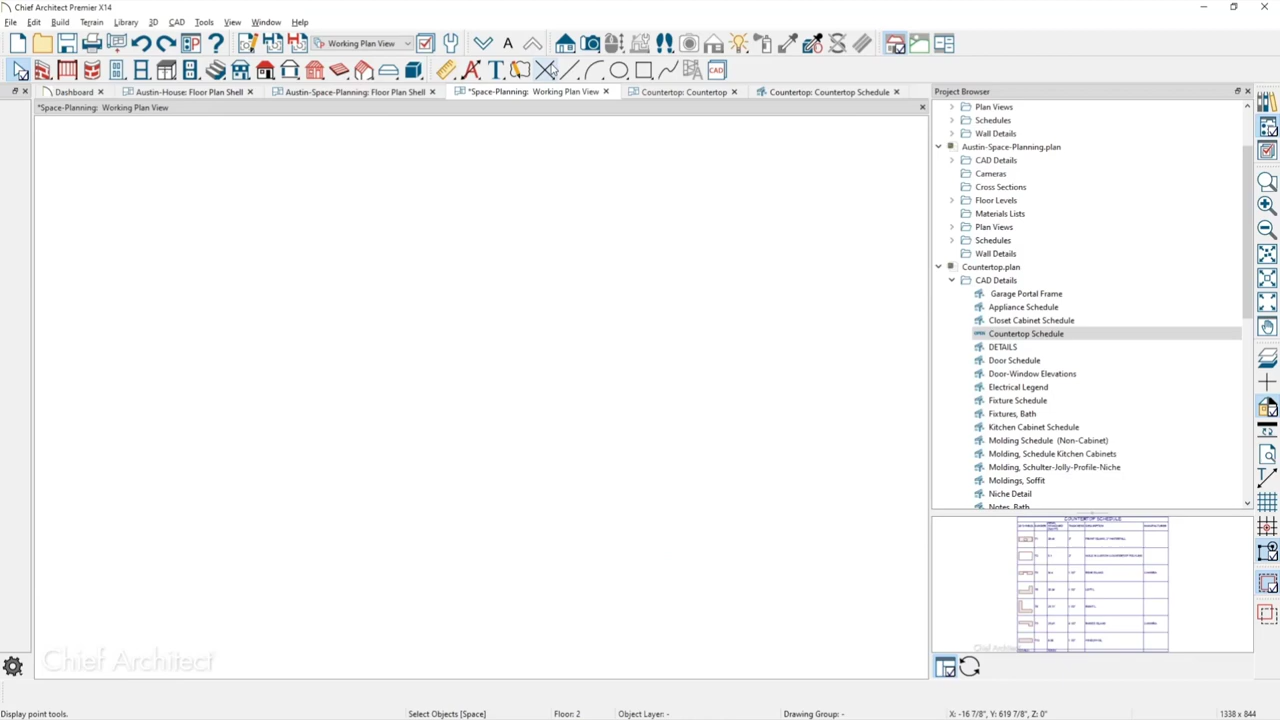 Chief Architect Premier X14
File Edit Build Terrain Library 3D CAD Tools View Window Help
Working Plan View
CAD
Dashboard Austin-House: Floor Plan Shell Austin-Space-Planning: Floor Plan Shell *Space-Planning: Working Plan View Countertop: Countertop Countertop: Countertop Schedule Project Browser
*Space-Planning: Working Plan View
Plan Views
Schedules
Wall Details
Austin-Space-Planning.plan
CAD Details
Cameras
Cross Sections
Floor Levels
Materials Lists
Plan Views
Schedules
Wall Details
Countertop.plan
CAD Details
Garage Portal Frame
Appliance Schedule
Closet Cabinet Schedule
Countertop Schedule
DETAILS
Door Schedule
Door-Window Elevations
Electrical Legend
Fixture Schedule
Fixtures, Bath
Kitchen Cabinet Schedule
Molding Schedule (Non-Cabinet)
Molding, Schedule Kitchen Cabinets
Molding, Schulter-Jolly-Profile-Niche
Moldings, Soffit
Niche Detail
Notes, Bath
COUNTERTOP SCHEDULE
Chief Architect
Display point tools. Select Objects [Space] Floor: 2 Object Layer: - Drawing Group: - X: -16 7/8", Y: 619 7/8", Z: 0" 1338 x 844